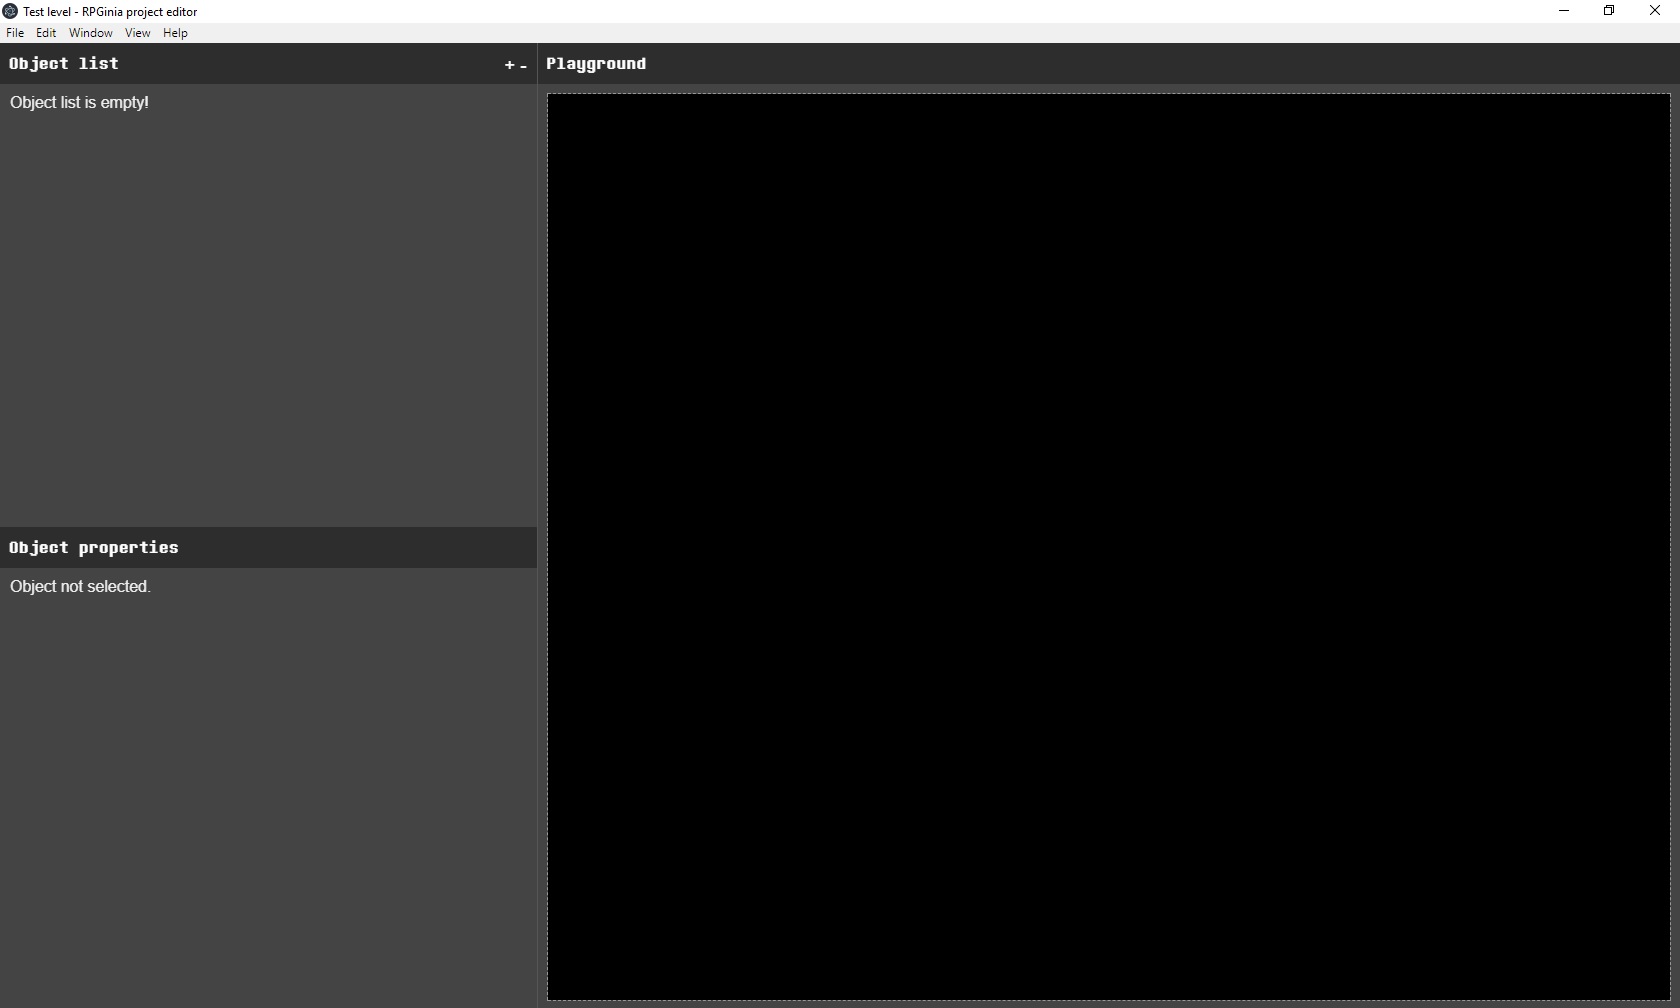 Test level - RPGinia project editor
File Edit Window View Help
Object list + -
Playground
Object list is empty!
Object properties
Object not selected.